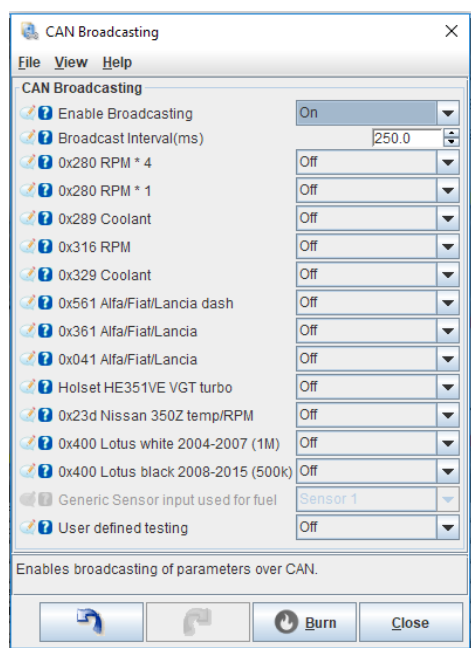 CAN Broadcasting
File View Help
CAN Broadcasting
Enable Broadcasting On
Broadcast Interval(ms) 250.0
0x280 RPM * 4 Off
0x280 RPM * 1 Off
0x289 Coolant Off
0x316 RPM Off
0x329 Coolant Off
0x561 Alfa/Fiat/Lancia dash Off
0x361 Alfa/Fiat/Lancia Off
0x041 Alfa/Fiat/Lancia Off
Holset HE351VE VGT turbo Off
0x23d Nissan 350Z temp/RPM Off
0x400 Lotus white 2004-2007 (1M) Off
0x400 Lotus black 2008-2015 (500k) Off
Generic Sensor input used for fuel Sensor 1
User defined testing Off
Enables broadcasting of parameters over CAN.
Burn Close